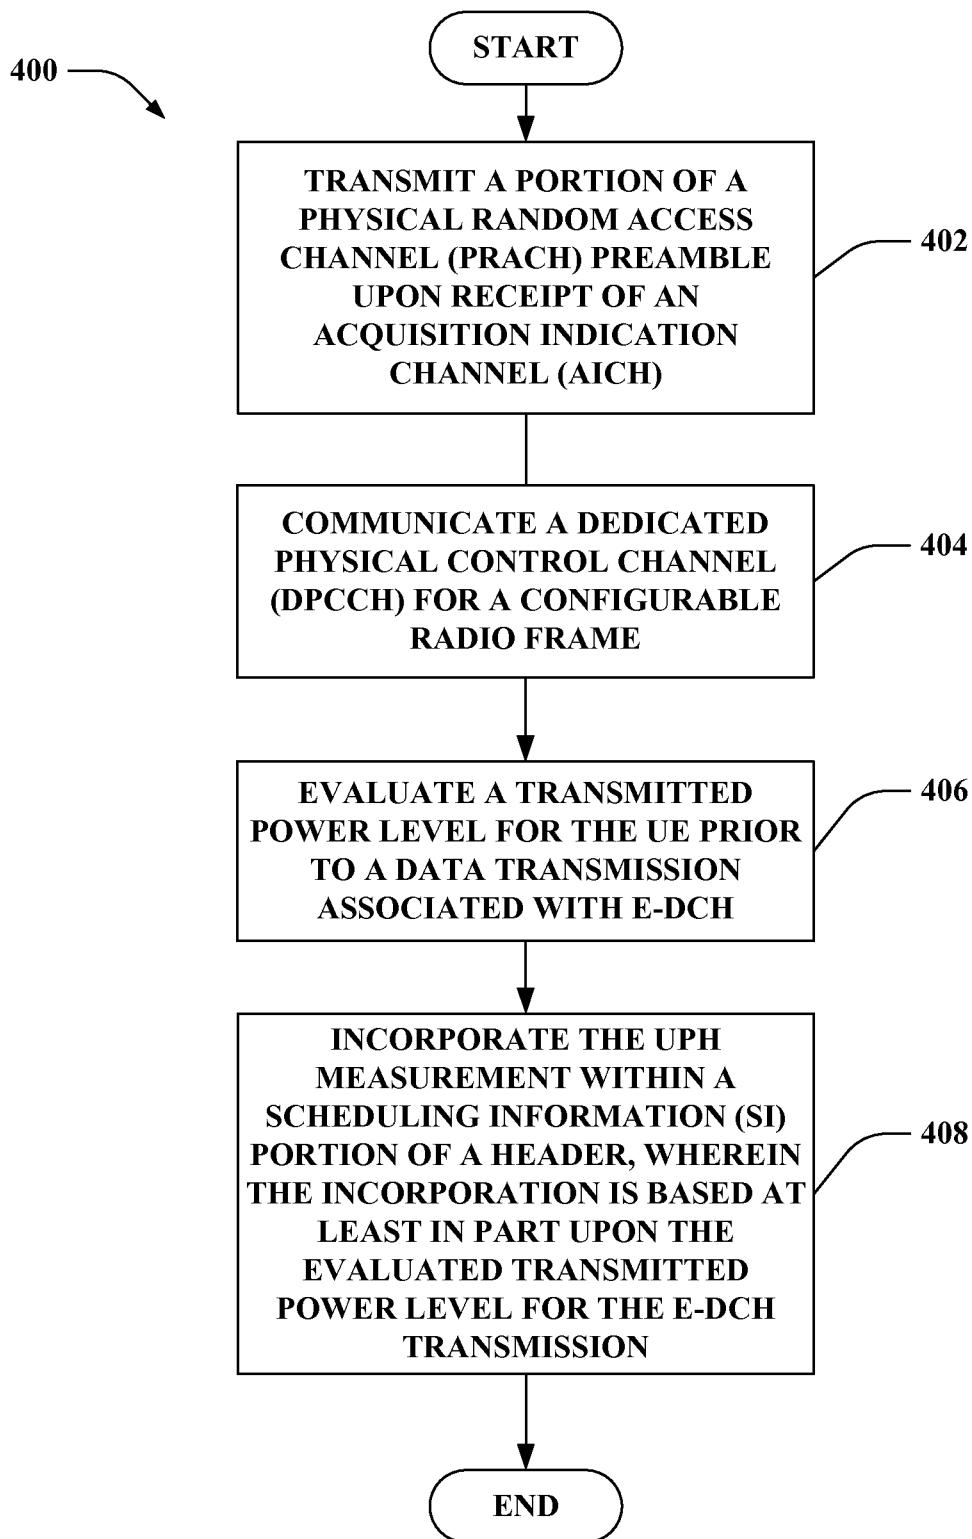 START
400
TRANSMIT A PORTION OF A
PHYSICAL RANDOM ACCESS
CHANNEL (PRACH) PREAMBLE
UPON RECEIPT OF AN
ACQUISITION INDICATION
CHANNEL (AICH)
402
COMMUNICATE A DEDICATED
PHYSICAL CONTROL CHANNEL
(DPCCH) FOR A CONFIGURABLE
RADIO FRAME
404
EVALUATE A TRANSMITTED
POWER LEVEL FOR THE UE PRIOR
TO A DATA TRANSMISSION
ASSOCIATED WITH E-DCH
406
INCORPORATE THE UPH
MEASUREMENT WITHIN A
SCHEDULING INFORMATION (SI)
PORTION OF A HEADER, WHEREIN
THE INCORPORATION IS BASED AT
LEAST IN PART UPON THE
EVALUATED TRANSMITTED
POWER LEVEL FOR THE E-DCH
TRANSMISSION
408
END